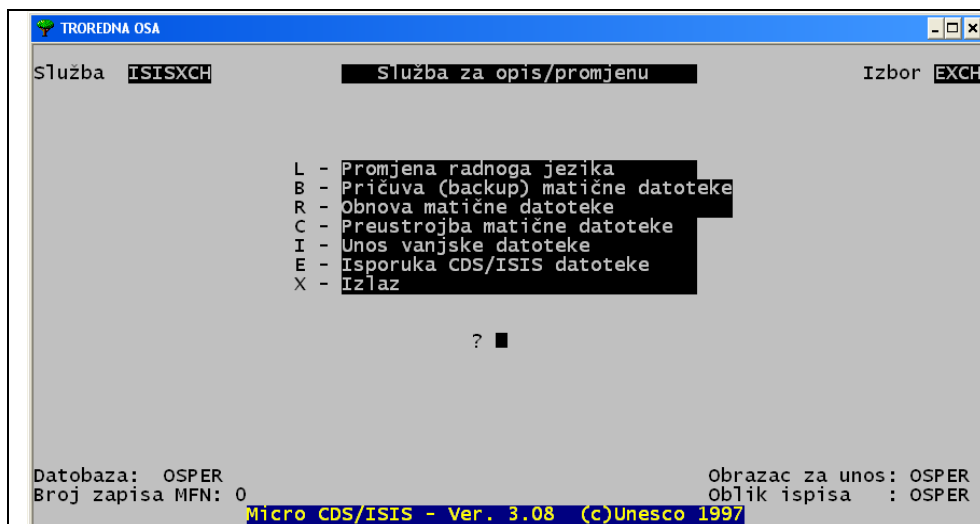 TROREDNA OSA
Služba ISISXCH Služba za opis/promjenu Izbor EXCH
L - Promjena radnoga jezika
B - Pričuva (backup) matične datoteke
R - Obnova matične datoteke
C - Preustrojba matične datoteke
I - Unos vanjske datoteke
E - Isporuka CDS/ISIS datoteke
X - Izlaz
?
Datobaza: OSPER Obrazac za unos: OSPER
Broj zapisa MFN: 0 Oblik ispisa : OSPER
Micro CDS/ISIS - Ver. 3.08 (c)Unesco 1997